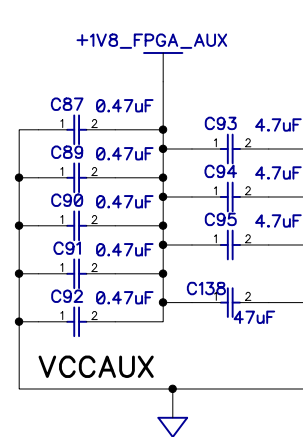 +1V8_FPGA_AUX
C87 0.47uF
1 2
C93 4.7uF
1 2
C89 0.47uF
1 2
C94 4.7uF
1 2
C90 0.47uF
1 2
C95 4.7uF
1 2
C91 0.47uF
1 2
C138
1 2
47uF
C92 0.47uF
1 2
VCCAUX